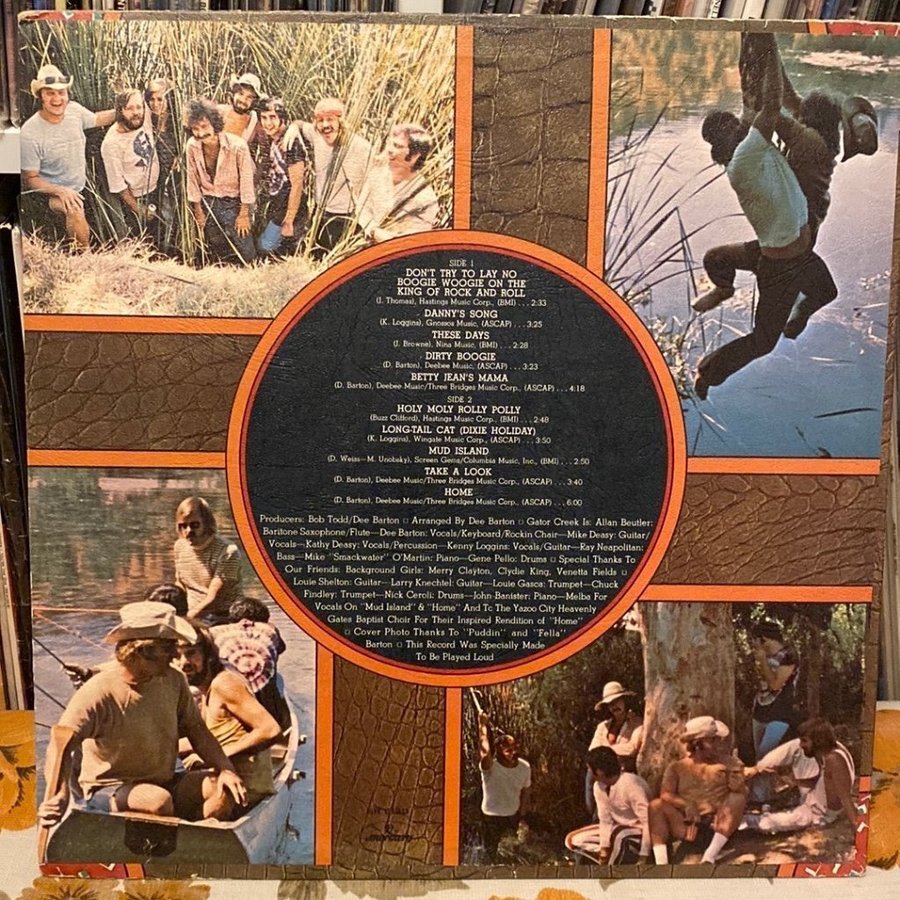 SIDE 1
DON'T TRY TO LAY NO
BOOGIE WOOGIE ON THE
KING OF ROCK AND ROLL
(J. Thomas), Hastings Music Corp., (BMI) . . . 2:33
DANNY'S SONG
(K. Loggins), Gnossos Music, (ASCAP) . . . 3:25
THESE DAYS
(J. Browne), Nina Music, (BMI) . . . 2:28
DIRTY BOOGIE
(D. Barton), Deebee Music, (ASCAP) . . . 3:23
BETTY JEAN'S MAMA
(D. Barton), Deebee Music/Three Bridges Music Corp., (ASCAP) . . . 4:18
SIDE 2
HOLY MOLY ROLLY POLLY
(Buzz Clifford), Hastings Music Corp., (BMI) . . . 2:48
LONG-TAIL CAT (DIXIE HOLIDAY)
(K. Loggins), Wingate Music Corp., (ASCAP) . . . 3:50
MUD ISLAND
(D. Weiss—M. Unobsky), Screen Gems/Columbia Music, Inc., (BMI) . . . 2:50
TAKE A LOOK
(D. Barton), Deebee Music/Three Bridges Music Corp., (ASCAP) . . . 3:40
HOME
(D. Barton), Deebee Music/Three Bridges Music Corp., (ASCAP) . . . 6:00
Producers: Bob Todd/Dee Barton □ Arranged By Dee Barton □ Gator Creek Is: Allan Beutler:
Baritone Saxophone/Flute—Dee Barton: Vocals/Keyboard/Rocking Chair—Mike Deasy: Guitar/
Vocals—Kathy Deasy: Vocals/Percussion—Kenny Loggins: Vocals/Guitar—Ray Neapolitan:
Bass—Mike "Smackwater" O'Martin: Piano—Gene Pello: Drums □ Special Thanks To
Our Friends: Background Girls: Merry Clayton, Clydie King, Venetta Fields □
Louie Shelton: Guitar—Larry Knechtel: Guitar—Louie Gasca: Trumpet—Chuck
Findley: Trumpet—Nick Ceroli: Drums—John Banister: Piano—Melba For
Vocals On "Mud Island" & "Home" And To The Yazoo City Heavenly
Gates Baptist Choir For Their Inspired Rendition of "Home"
□ Cover Photo Thanks To "Puddin" and "Fella"
Barton □ This Record Was Specially Made
To Be Played Loud
mercury